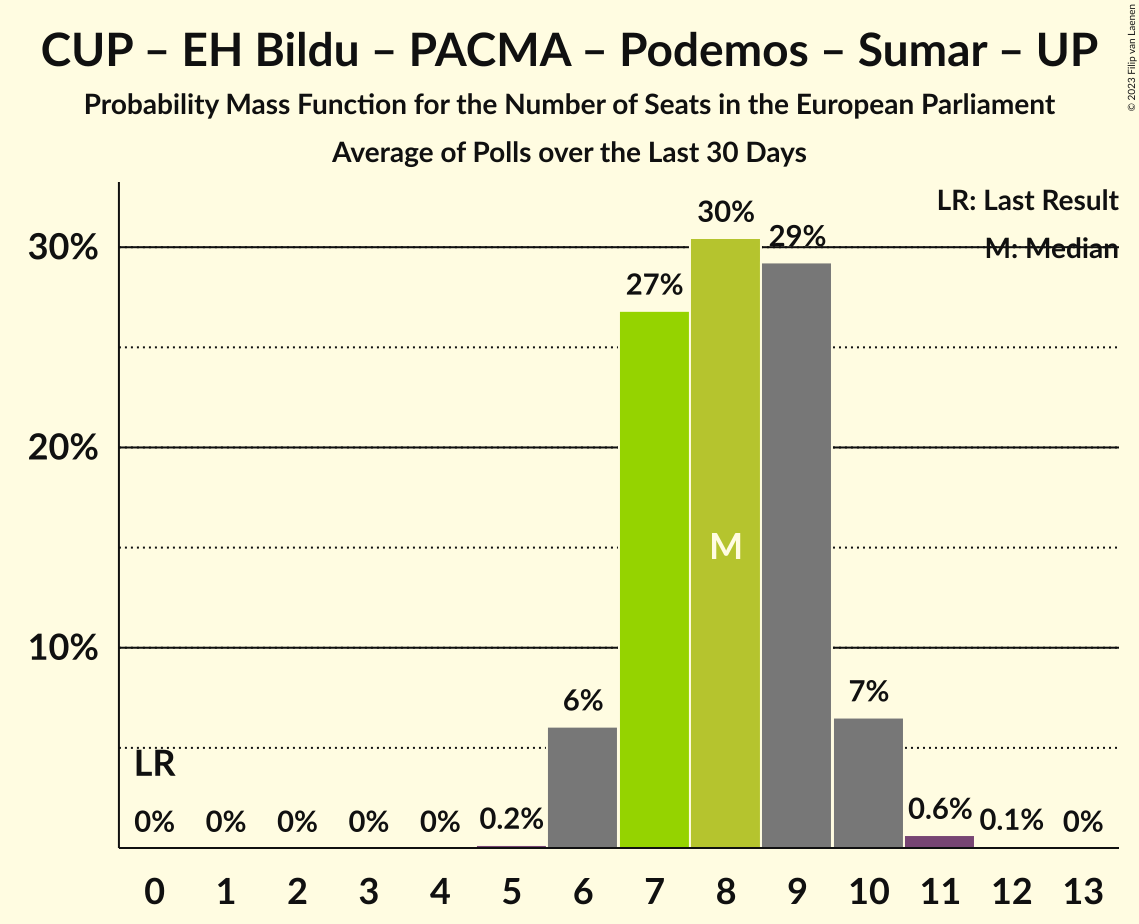 CUP – EH Bildu – PACMA – Podemos – Sumar – UP
Probability Mass Function for the Number of Seats in the European Parliament
Average of Polls over the Last 30 Days
© 2023 Filip van Laenen
LR: Last Result
M: Median
30%
20%
10%
LR
0% 0% 0% 0% 0% 0.2% 6% 27% 30% 29% 7% 0.6% 0.1% 0%
M
0 1 2 3 4 5 6 7 8 9 10 11 12 13